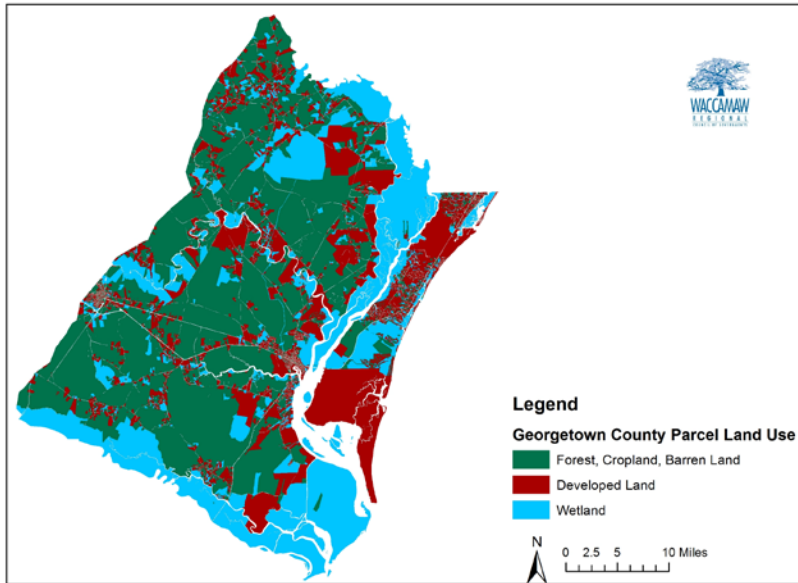 WACCAMAW
REGIONAL
Legend
Georgetown County Parcel Land Use
Forest, Cropland, Barren Land
Developed Land
Wetland
N
0 2.5 5 10 Miles